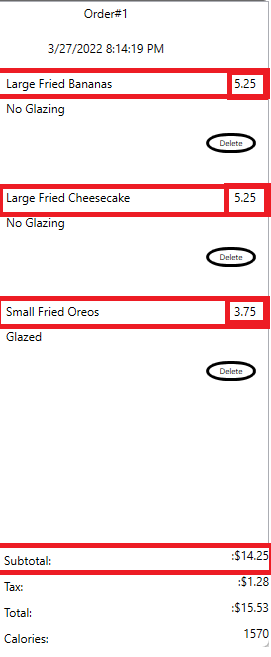 Order#1
3/27/2022 8:14:19 PM
Large Fried Bananas 5.25
No Glazing
Delete
Large Fried Cheesecake 5.25
No Glazing
Delete
Small Fried Oreos 3.75
Glazed
Delete
Subtotal: :$14.25
Tax: :$1.28
Total: :$15.53
Calories: 1570